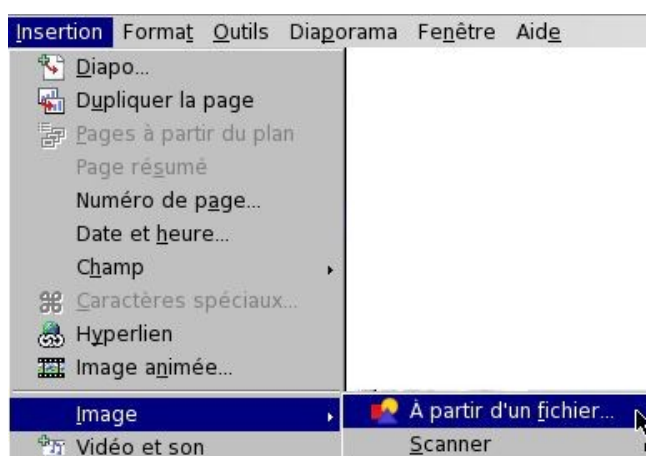 Insertion Format Outils Diaporama Fenêtre Aide
Diapo...
Dupliquer la page
Pages à partir du plan
Page résumé
Numéro de page...
Date et heure...
Champ
Caractères spéciaux...
Hyperlien
Image animée...
Image À partir d'un fichier...
Vidéo et son Scanner